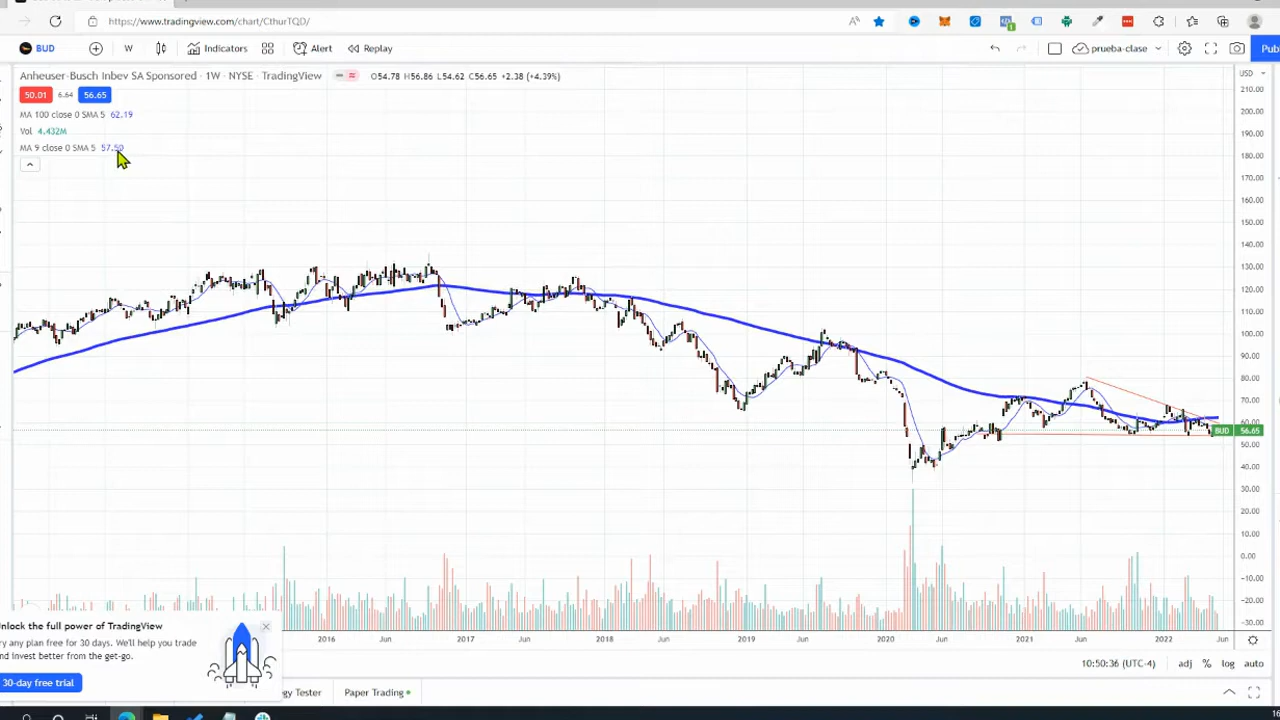 https://www.tradingview.com/chart/CthurTQD/
BUD
W
Indicators
Alert
Replay
prueba-clase
Pub
Anheuser-Busch Inbev SA Sponsored · 1W · NYSE · TradingView
O54.78 H56.86 L54.62 C56.65 +2.38 (+4.39%)
50.01 6.64 56.65
MA 100 close 0 SMA 5 62.19
Vol 4.432M
MA 9 close 0 SMA 5 57.50
USD
210.00
200.00
190.00
180.00
170.00
160.00
150.00
140.00
130.00
120.00
110.00
100.00
90.00
80.00
70.00
60.00
BUD 56.65
50.00
40.00
30.00
20.00
10.00
0.00
-10.00
-20.00
-30.00
2016 Jun 2017 Jun 2018 Jun 2019 Jun 2020 Jun 2021 Jun 2022 Jun
nlock the full power of TradingView
ry any plan free for 30 days. We'll help you trade
nd invest better from the get-go.
30-day free trial
10:50:36 (UTC-4)
adj % log auto
gy Tester
Paper Trading